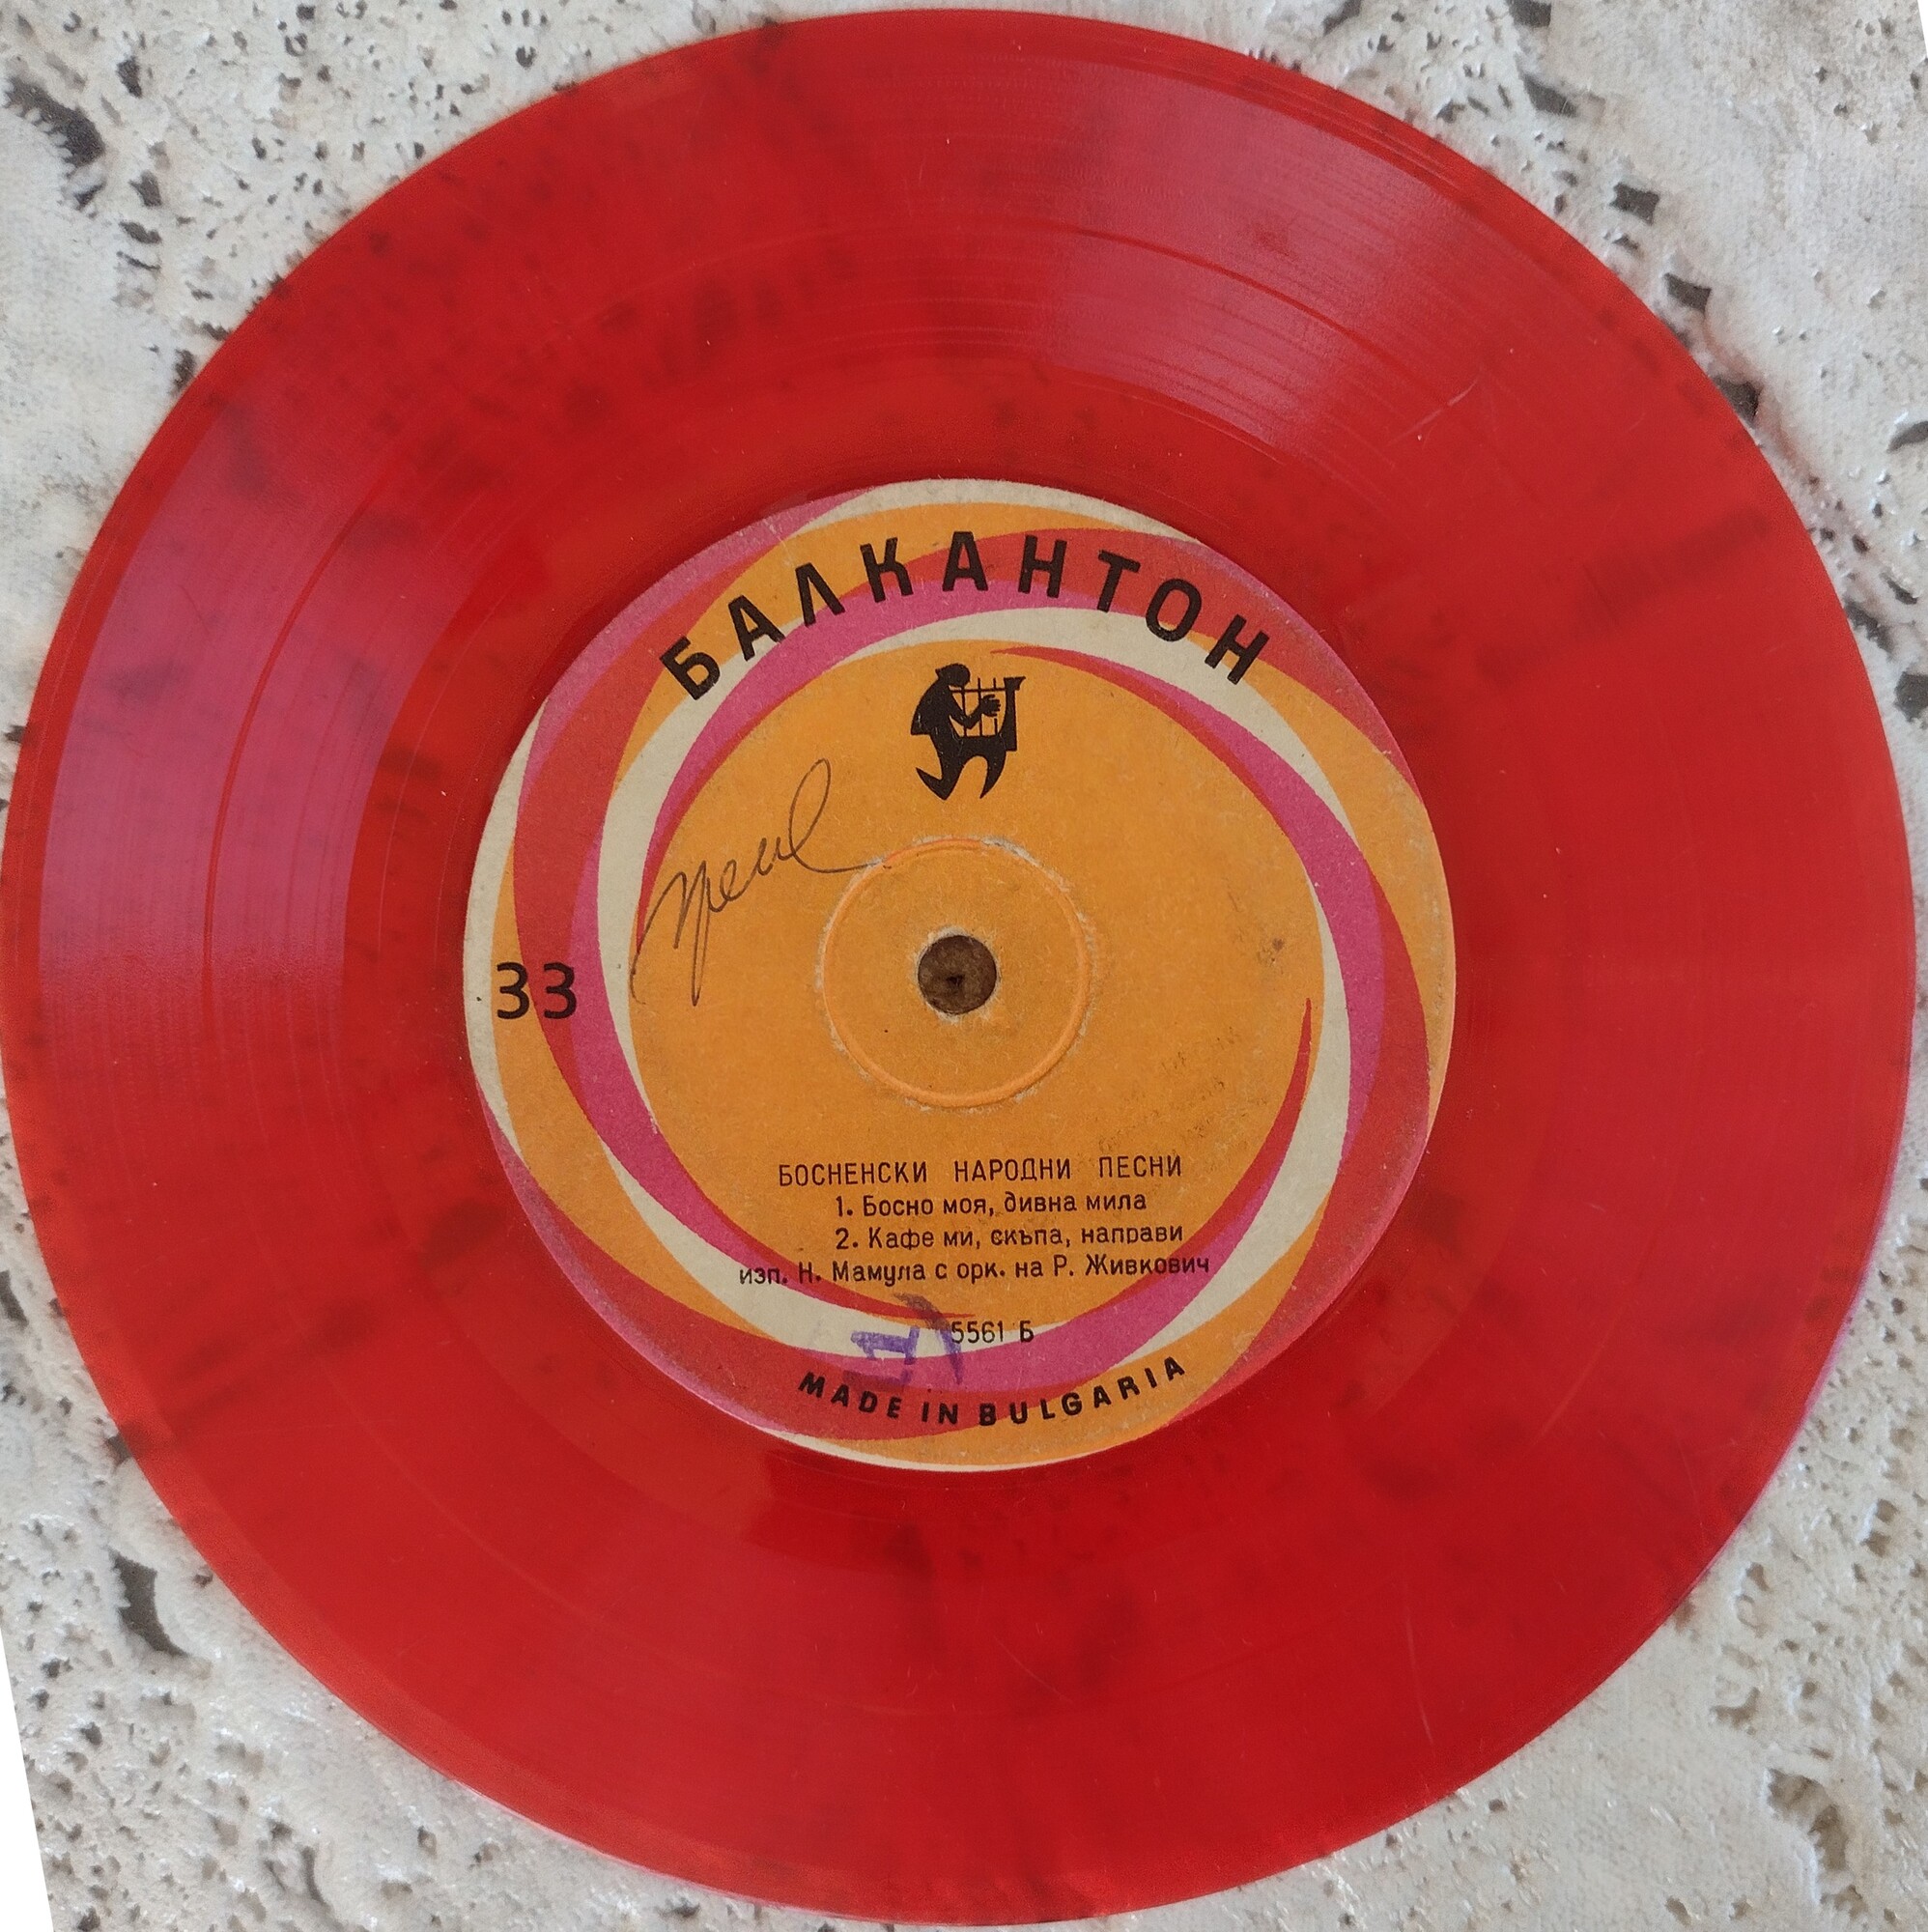 БАЛКАНТОН
33
БОСНЕНСКИ НАРОДНИ ПЕСНИ
1. Босно моя, дивна мила
2. Кафе ми, скъпа, направи
изп. Н. Мамула с орк. на Р. Живкович
5561 Б
MADE IN BULGARIA